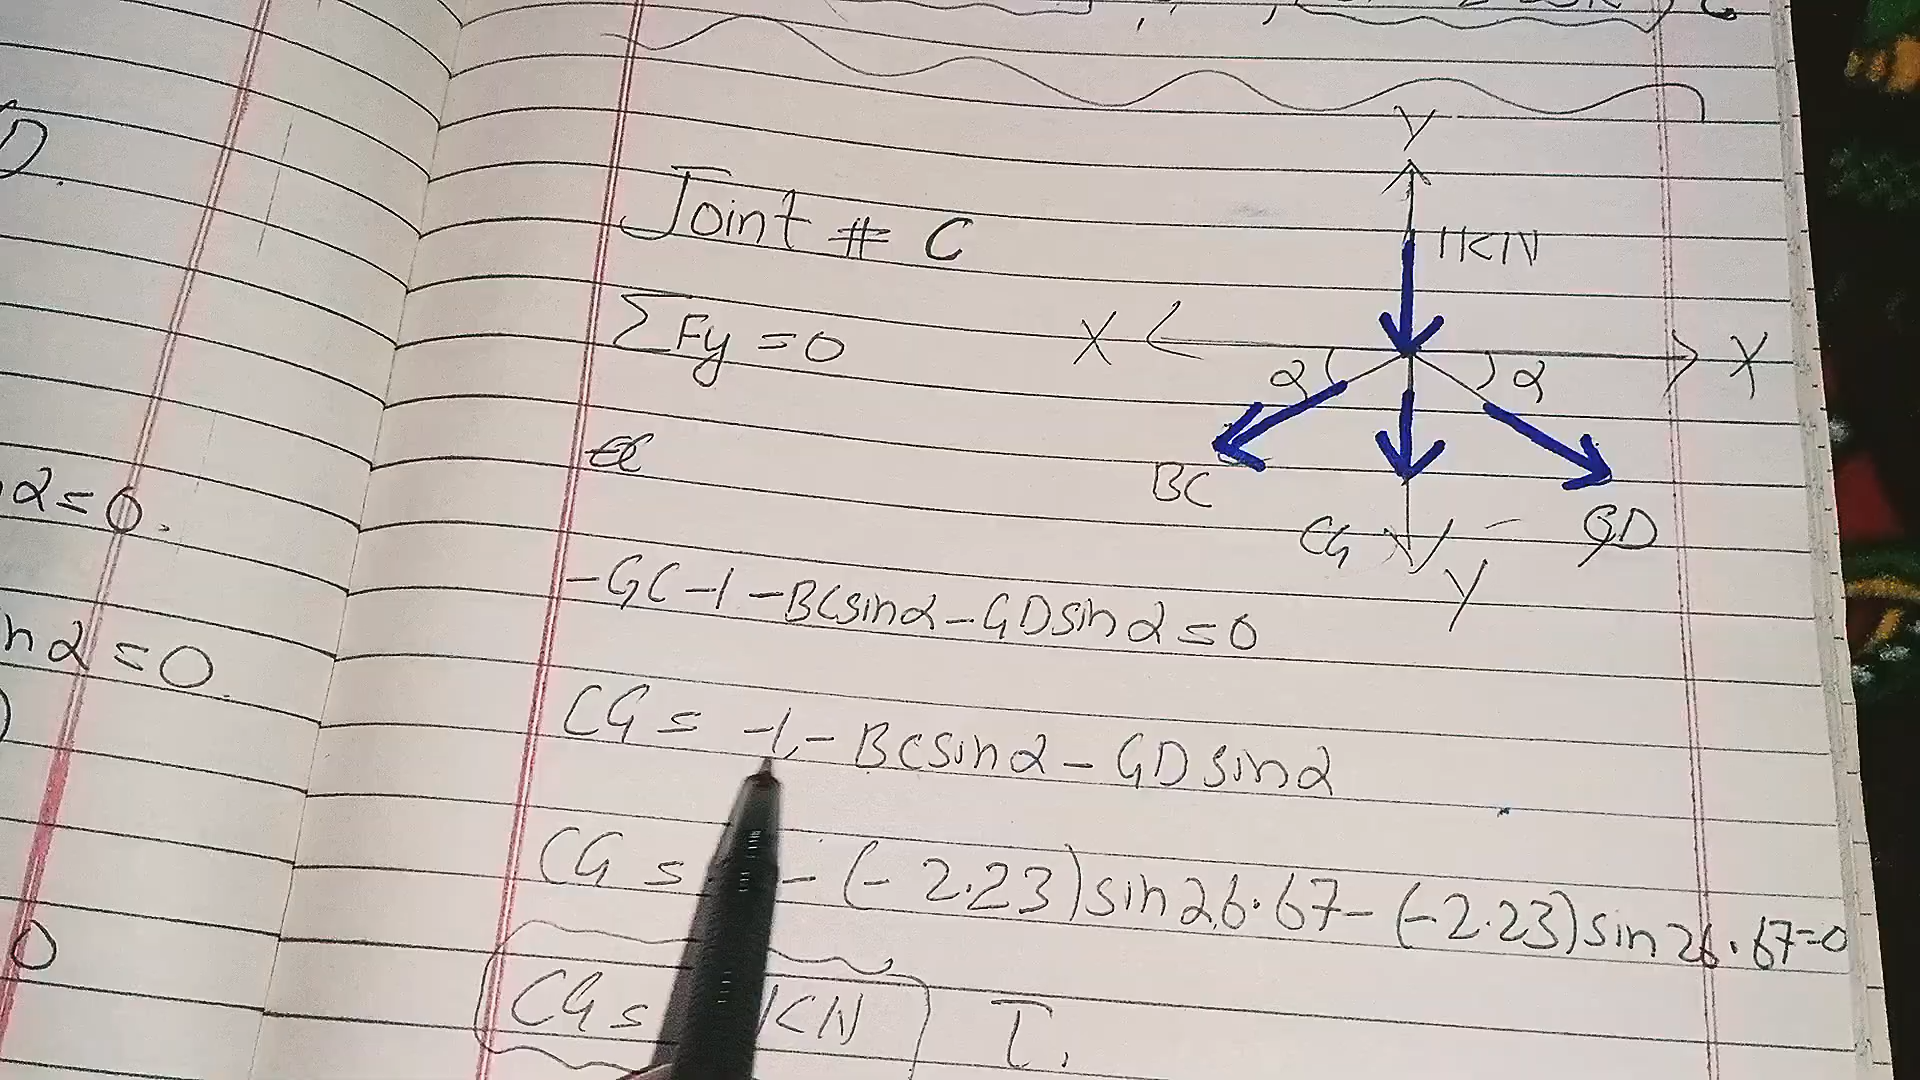 D.
Joint # C
Y
1KN
ΣFy = 0
X
X
α
α
BC
CG
GD
Y
α = 0.
-GC -1 -BCsinα - GDsinα = 0
nα = 0.
CG = -1, - BCsinα - GDsinα
CG = - (-2.23)sin26.67 - (-2.23)sin26.67=0
CG = KN T.